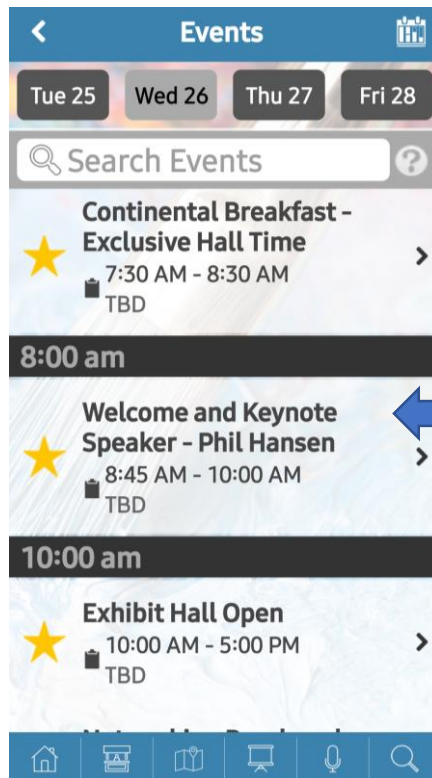 Events
Tue 25 Wed 26 Thu 27 Fri 28
Search Events ?
Continental Breakfast -
Exclusive Hall Time
7:30 AM - 8:30 AM
TBD
8:00 am
Welcome and Keynote
Speaker - Phil Hansen
8:45 AM - 10:00 AM
TBD
10:00 am
Exhibit Hall Open
10:00 AM - 5:00 PM
TBD